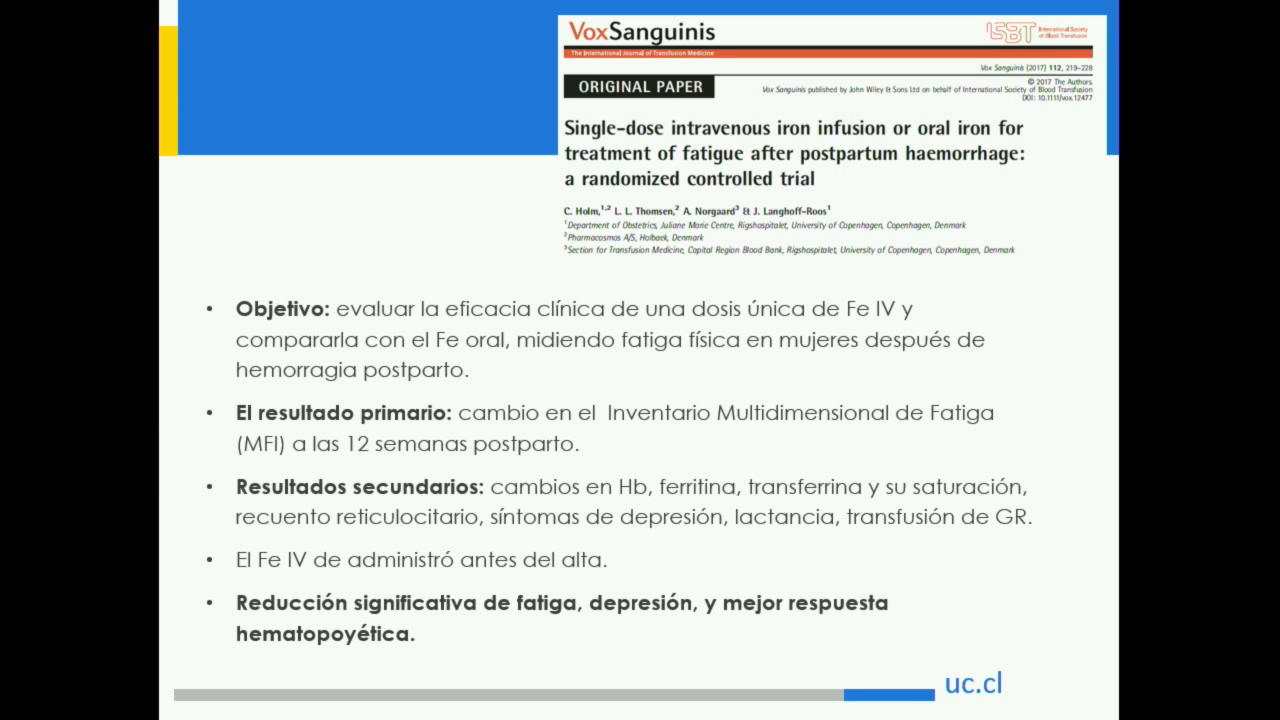 VoxSanguinis
The International Journal of Transfusion Medicine
ISBT International Society
of Blood Transfusion
Vox Sanguinis (2017) 112, 219–228
ORIGINAL PAPER
© 2017 The Authors.
Vox Sanguinis published by John Wiley & Sons Ltd on behalf of International Society of Blood Transfusion
DOI: 10.1111/vox.12477
Single-dose intravenous iron infusion or oral iron for
treatment of fatigue after postpartum haemorrhage:
a randomized controlled trial
C. Holm,1,2 L. L. Thomsen,2 A. Norgaard3 & J. Langhoff-Roos1
1Department of Obstetrics, Juliane Marie Centre, Rigshospitalet, University of Copenhagen, Copenhagen, Denmark
2Pharmacosmos A/S, Holbaek, Denmark
3Section for Transfusion Medicine, Capital Region Blood Bank, Rigshospitalet, University of Copenhagen, Copenhagen, Denmark
• Objetivo: evaluar la eficacia clínica de una dosis única de Fe IV y
compararla con el Fe oral, midiendo fatiga física en mujeres después de
hemorragia postparto.
• El resultado primario: cambio en el Inventario Multidimensional de Fatiga
(MFI) a las 12 semanas postparto.
• Resultados secundarios: cambios en Hb, ferritina, transferrina y su saturación,
recuento reticulocitario, síntomas de depresión, lactancia, transfusión de GR.
• El Fe IV de administró antes del alta.
• Reducción significativa de fatiga, depresión, y mejor respuesta
hematopoyética.
uc.cl